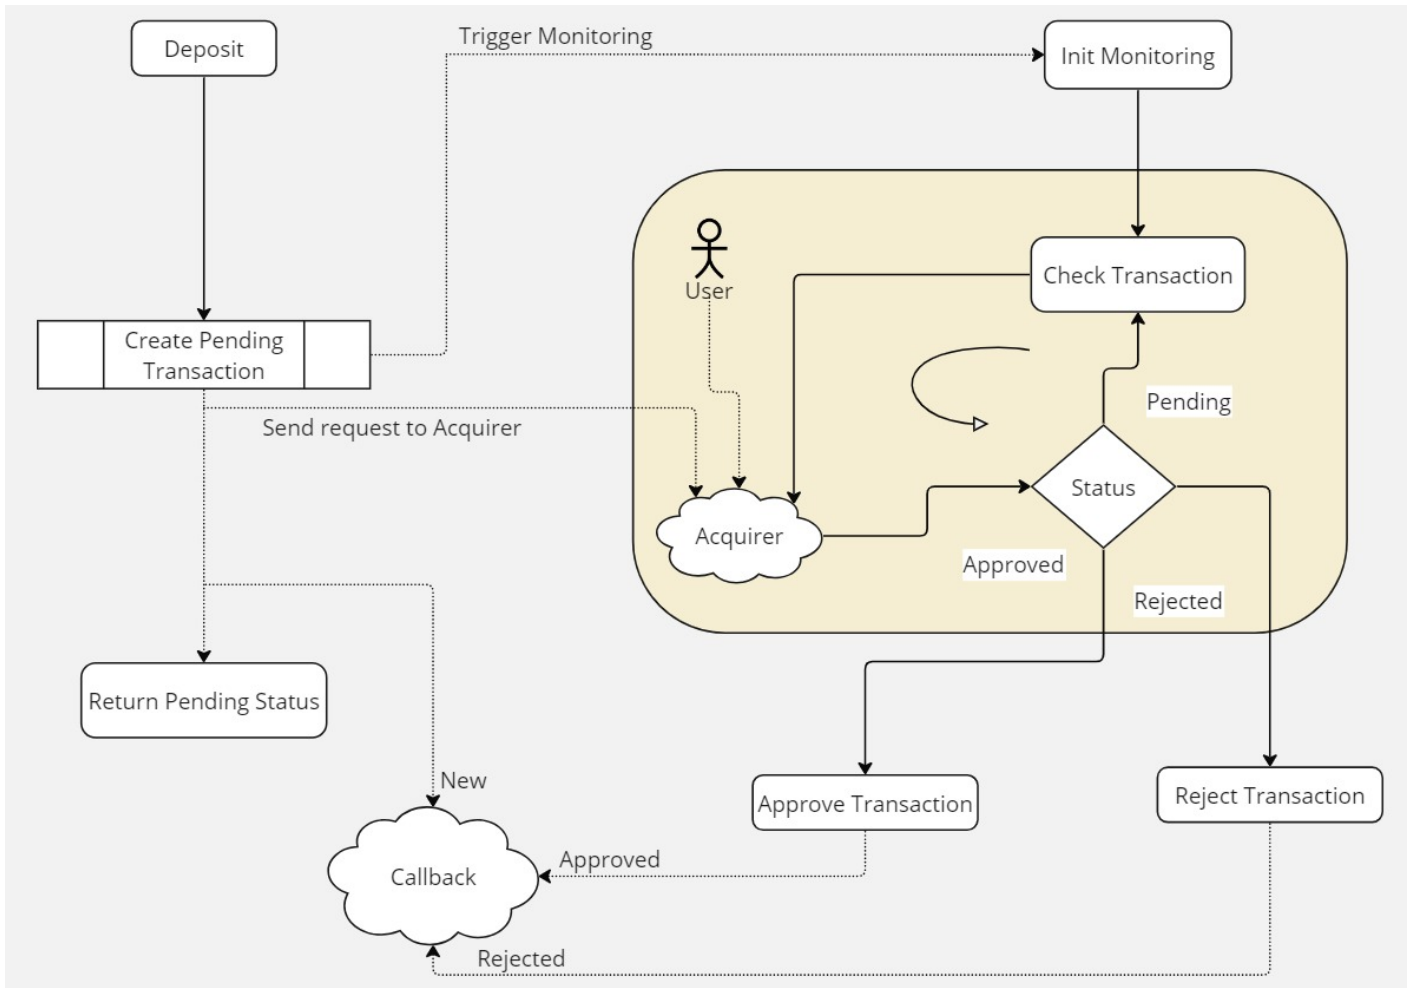 Deposit
Trigger Monitoring
Init Monitoring
User
Check Transaction
Create Pending
Transaction
Send request to Acquirer
Pending
Status
Acquirer
Approved
Rejected
Return Pending Status
New
Approve Transaction
Reject Transaction
Callback
Approved
Rejected